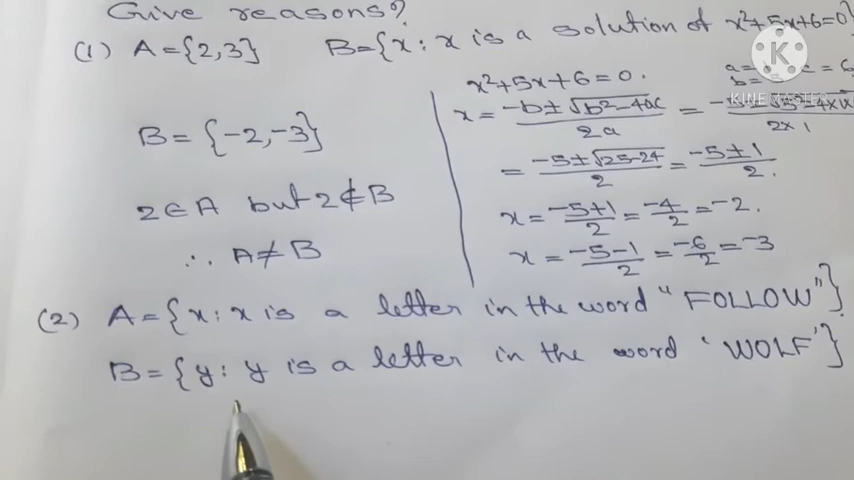 Give reasons?
(1) A={2,3} B={x : x is a solution of x²+5x+6=0}
x²+5x+6=0.
x = -b±√b²-4ac / 2a =
B = {-2,-3}
= -5±√25-24 / 2 = -5±1 / 2.
2∈A but 2∉B
x = -5+1 / 2 = -4 / 2 = -2.
∴ A≠B
x = -5-1 / 2 = -6 / 2 = -3
(2) A={x : x is a letter in the word "FOLLOW"}
B={y : y is a letter in the word 'WOLF'}
KINEMASTER